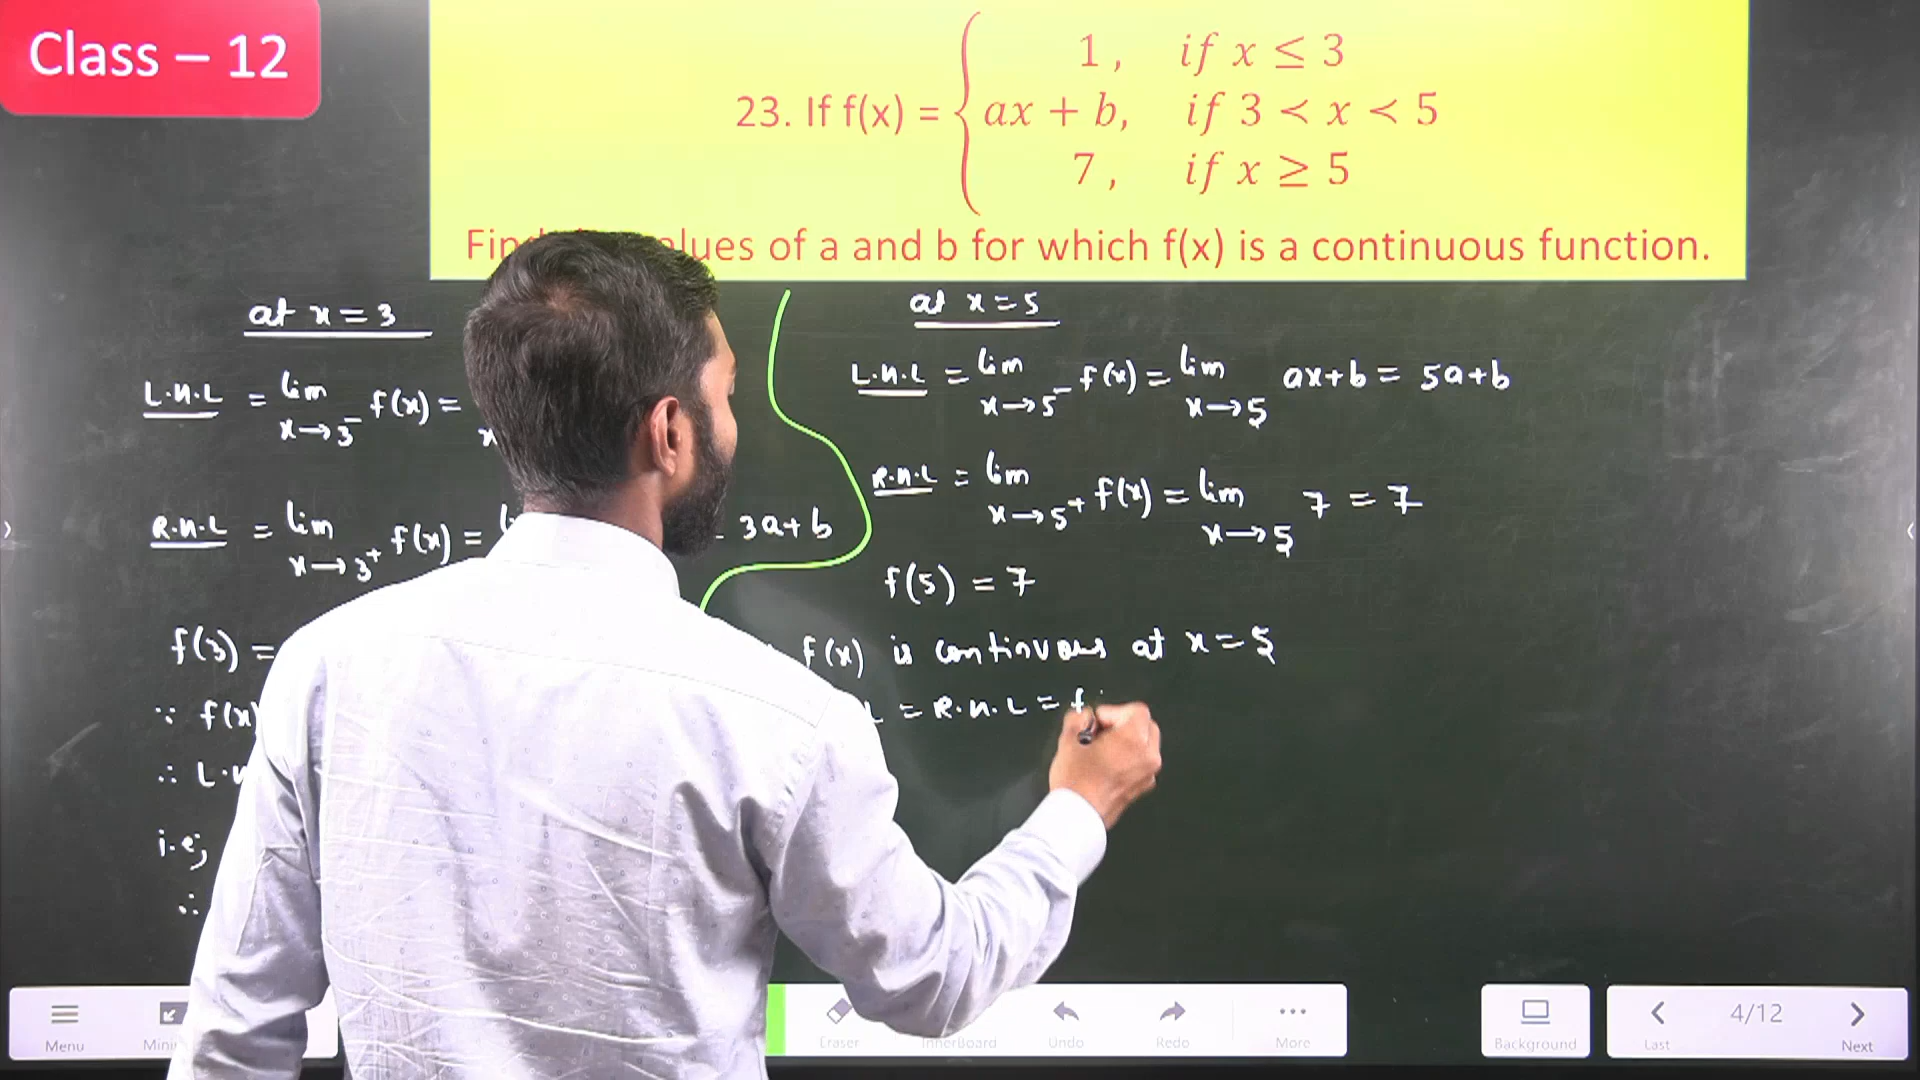 Class – 12
23. If f(x) = { 1, if x ≤ 3
ax + b, if 3 < x < 5
7, if x ≥ 5
Find values of a and b for which f(x) is a continuous function.
at x = 3
L.H.L = lim x→3⁻ f(x) =
R.H.L = lim x→3⁺ f(x) = 3a+b
f(3) =
∵ f(x)
∴ L.H
i.e;
∴
at x = 5
L.H.L = lim x→5⁻ f(x) = lim x→5 ax+b = 5a+b
R.H.L = lim x→5⁺ f(x) = lim x→5 7 = 7
f(5) = 7
f(x) is continuous at x = 5
L = R.H.L = f
Menu
Eraser
InnerBoard
Undo
Redo
More
Background
Last
4/12
Next